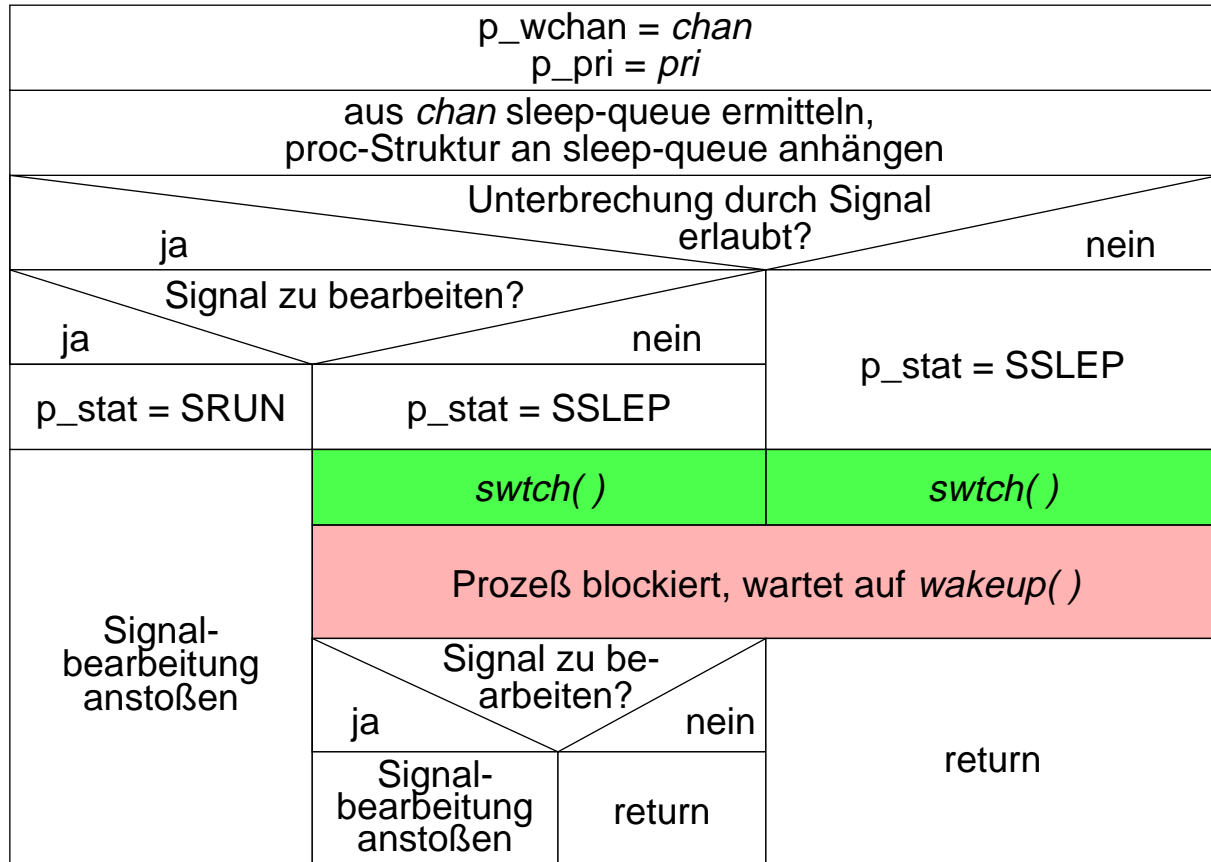 p_wchan = chan
p_pri = pri
aus chan sleep-queue ermitteln,
proc-Struktur an sleep-queue anhängen
Unterbrechung durch Signal
erlaubt?
ja
nein
Signal zu bearbeiten?
ja
nein
p_stat = SSLEP
p_stat = SRUN
p_stat = SSLEP
swtch( )
swtch( )
Prozeß blockiert, wartet auf wakeup( )
Signal-
bearbeitung
anstoßen
Signal zu be-
arbeiten?
ja
nein
return
Signal-
bearbeitung
anstoßen
return